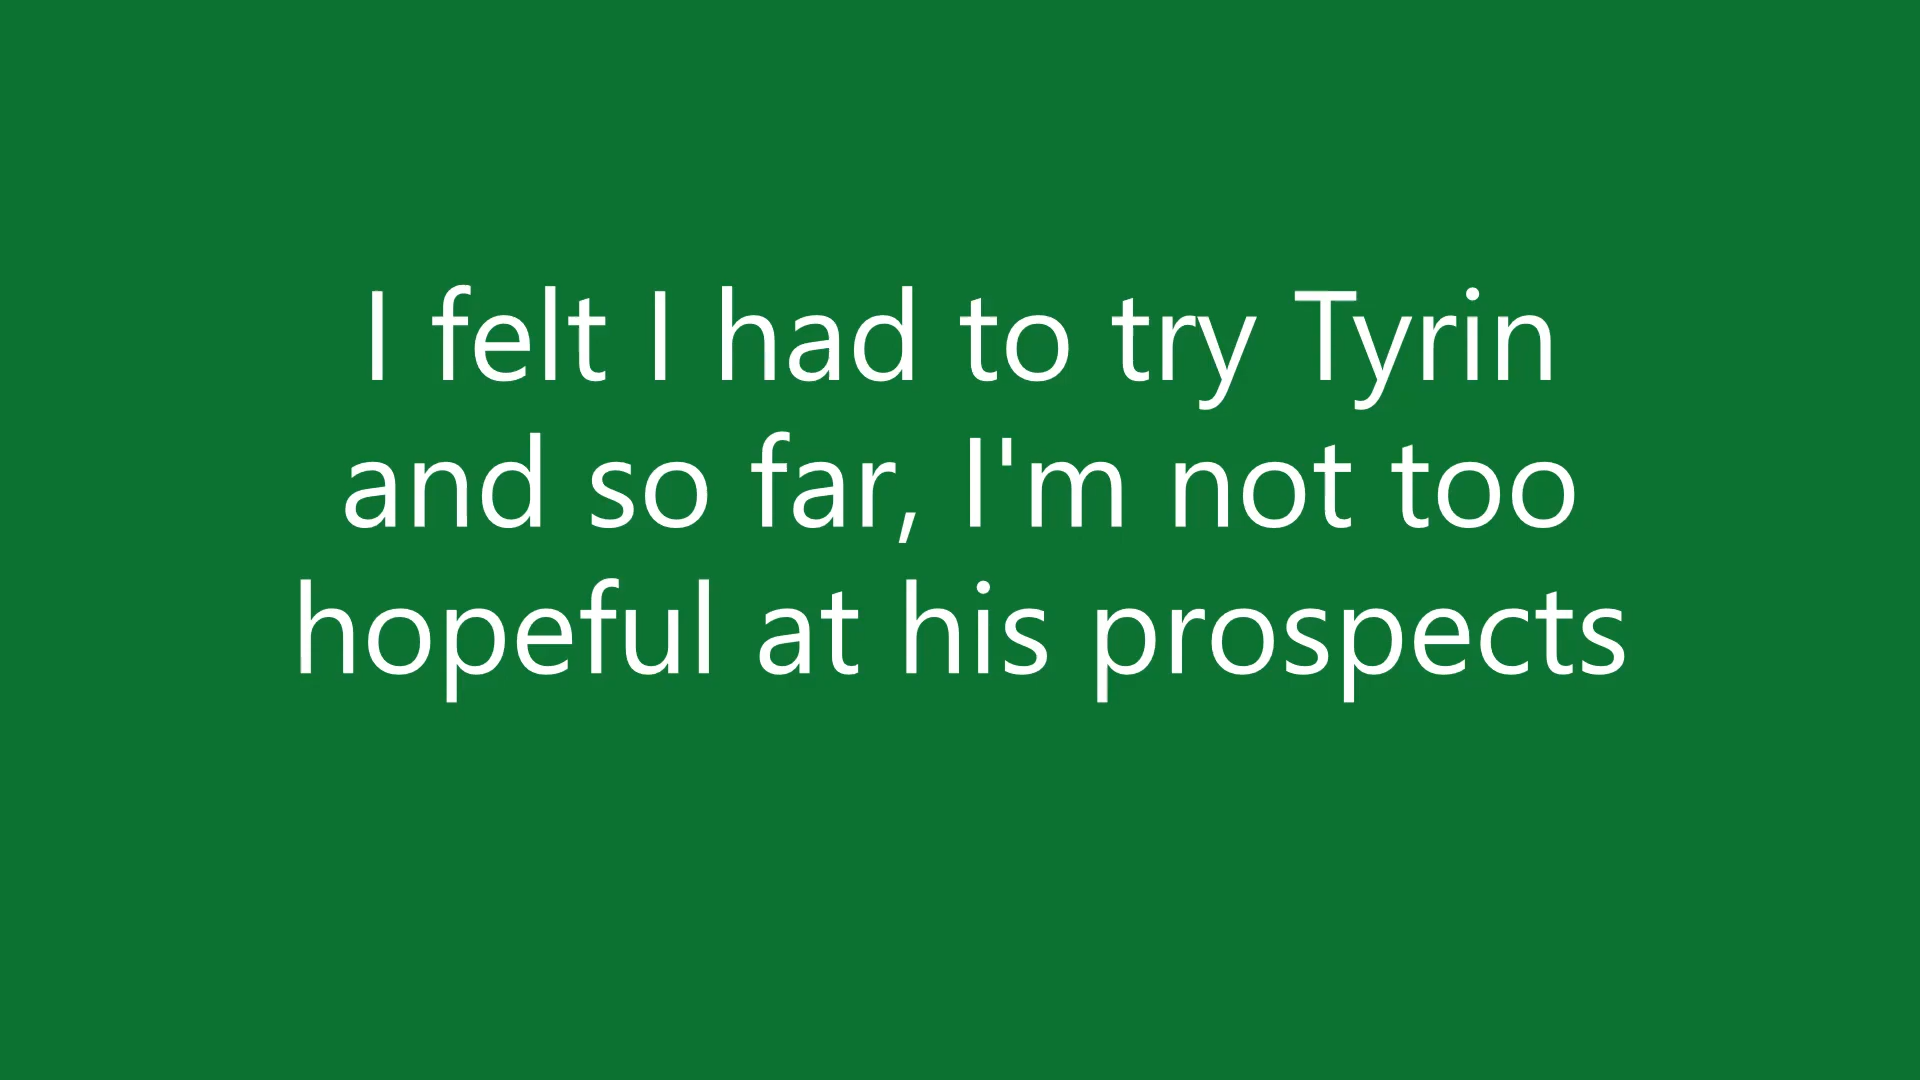 I felt I had to try Tyrin
and so far, I'm not too
hopeful at his prospects